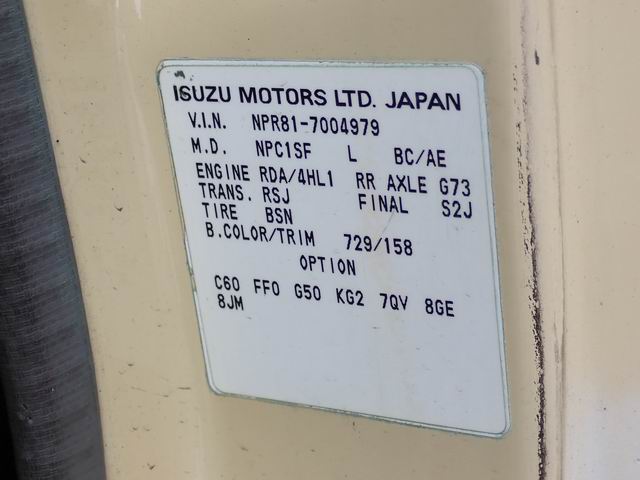 ISUZU MOTORS LTD. JAPAN
V.I.N. NPR81-7004979
M.D. NPC1SF L BC/AE
ENGINE RDA/4HL1 RR AXLE G73
TRANS. RSJ FINAL S2J
TIRE BSN
B.COLOR/TRIM 729/158
OPTION
C60 FF0 G50 KG2 7QV 8GE
8JM